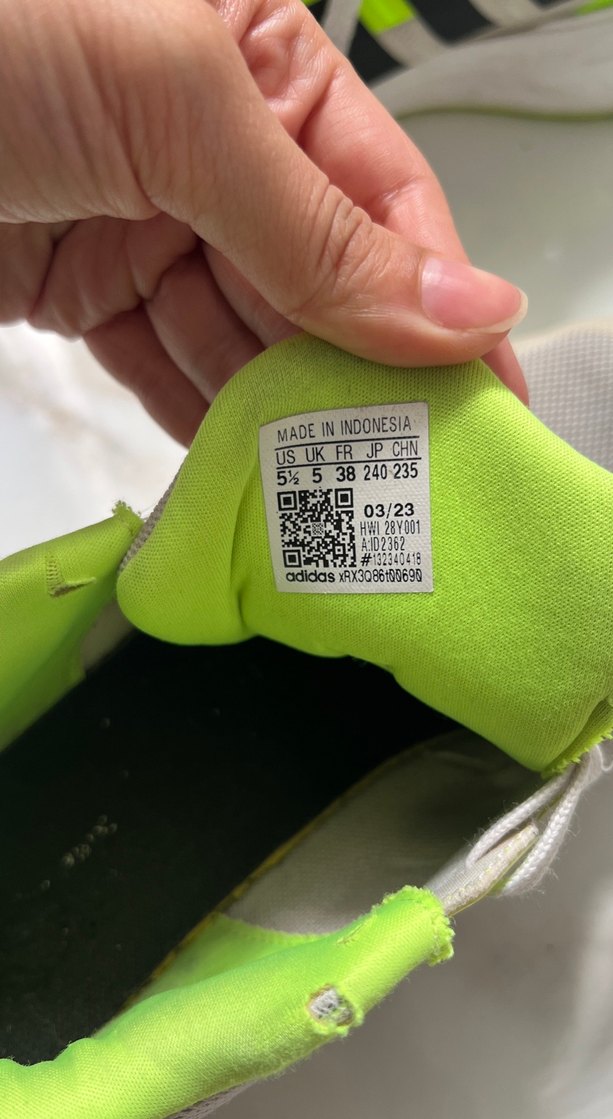 MADE IN INDONESIA
US UK FR JP CHN
5½ 5 38 240 235
03/23
HWI 28Y001
A:ID2362
#132340418
adidas xRX3Q86t00690